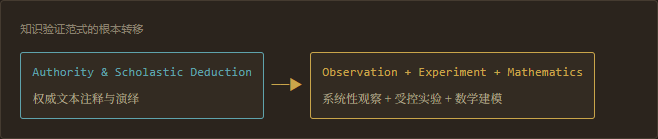 知识验证范式的根本转移
Authority & Scholastic Deduction
权威文本注释与演绎
Observation + Experiment + Mathematics
系统性观察 + 受控实验 + 数学建模